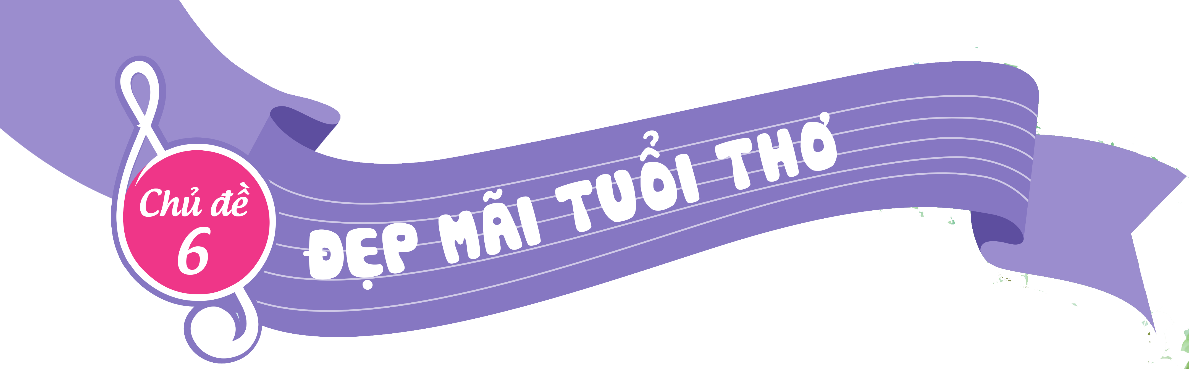 Chủ đề
6
ĐẸP MÃI TUỔI THƠ